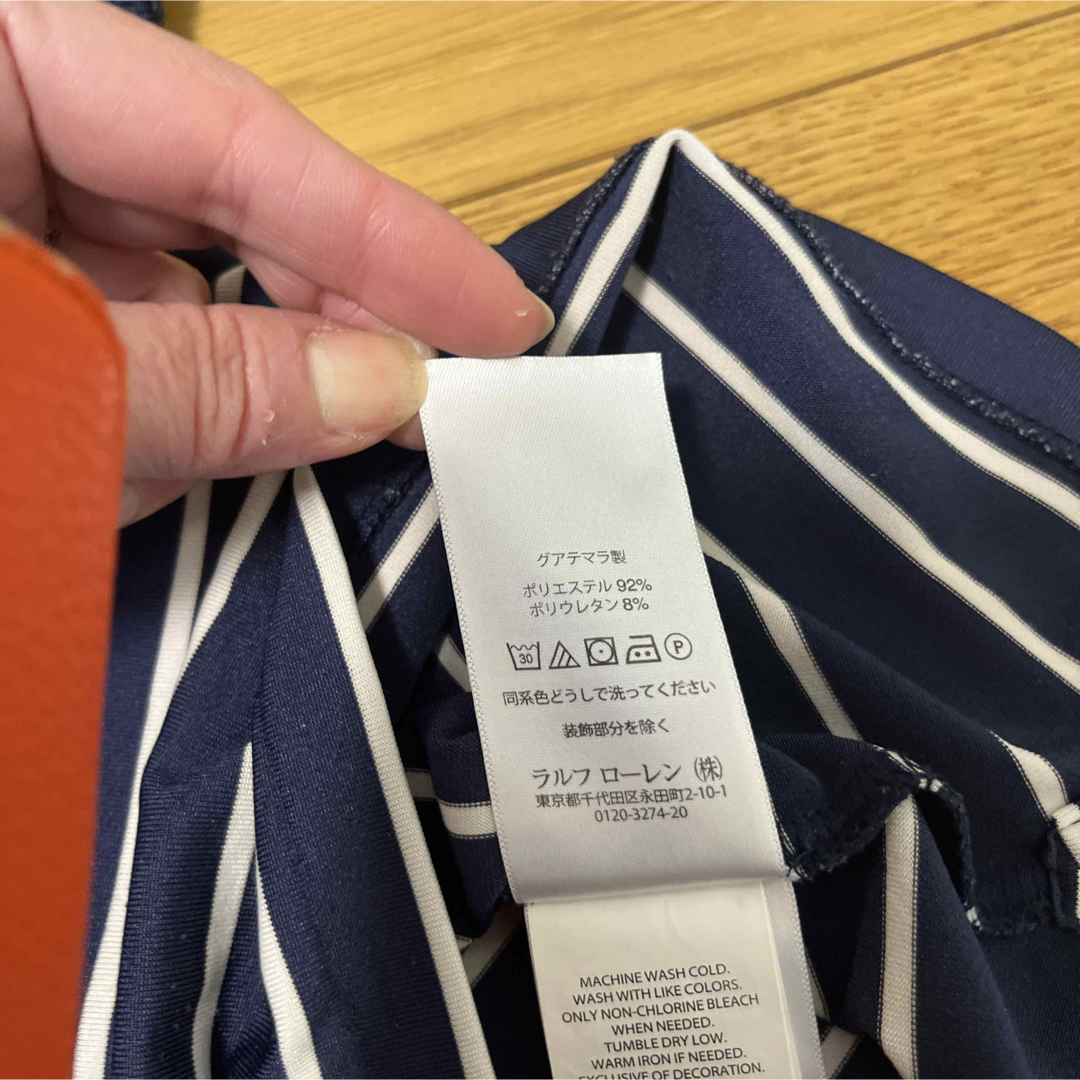 グアテマラ製
ポリエステル 92%
ポリウレタン 8%
30 P
同系色どうしで洗ってください
装飾部分を除く
ラルフ ローレン (株)
東京都千代田区永田町2-10-1
0120-3274-20
MACHINE WASH COLD.
WASH WITH LIKE COLORS.
ONLY NON-CHLORINE BLEACH
WHEN NEEDED.
TUMBLE DRY LOW.
WARM IRON IF NEEDED.
EXCLUSIVE OF DECORATION.